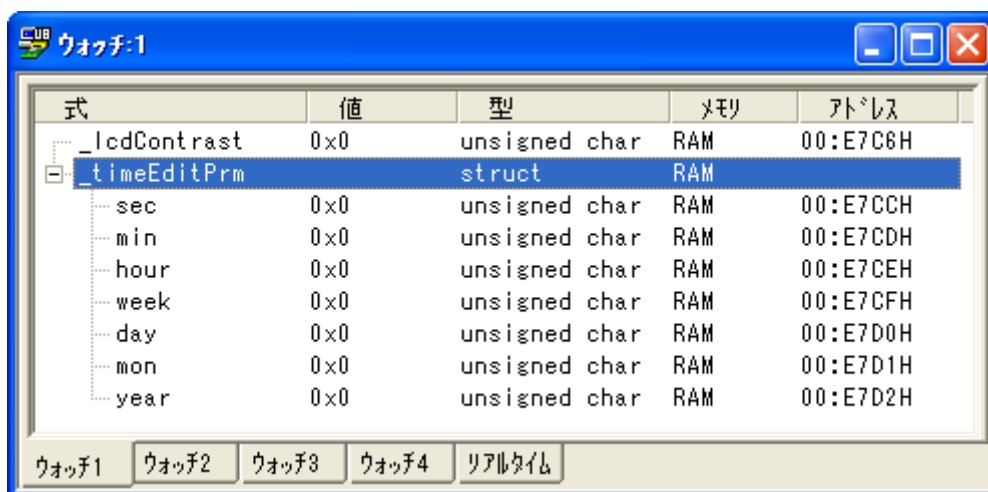 ウォッチ:1
式 値 型 ﾒﾓﾘ ｱﾄﾞﾚｽ
_lcdContrast 0x0 unsigned char RAM 00:E7C6H
_timeEditPrm struct RAM
sec 0x0 unsigned char RAM 00:E7CCH
min 0x0 unsigned char RAM 00:E7CDH
hour 0x0 unsigned char RAM 00:E7CEH
week 0x0 unsigned char RAM 00:E7CFH
day 0x0 unsigned char RAM 00:E7D0H
mon 0x0 unsigned char RAM 00:E7D1H
year 0x0 unsigned char RAM 00:E7D2H
ウォッチ1 ウォッチ2 ウォッチ3 ウォッチ4 ﾘｱﾙﾀｲﾑ